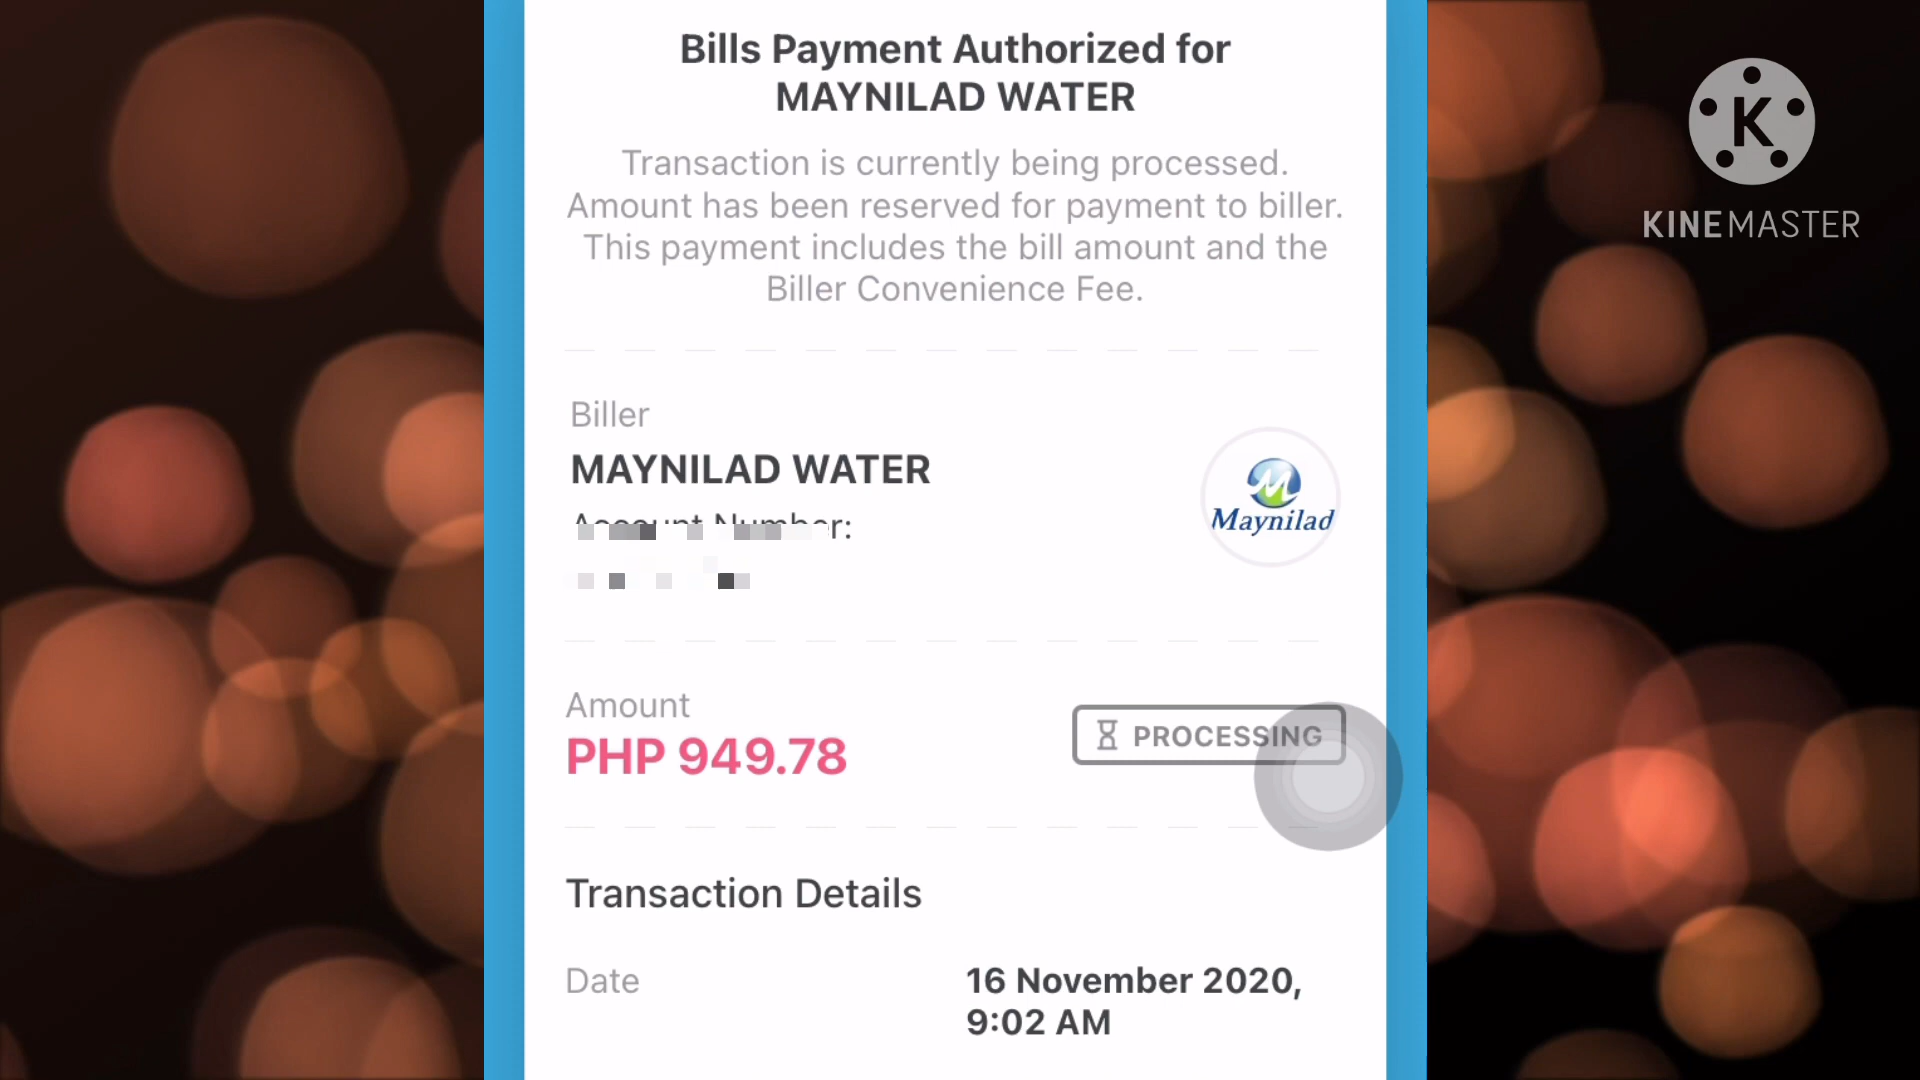 Bills Payment Authorized for
MAYNILAD WATER
Transaction is currently being processed.
Amount has been reserved for payment to biller.
This payment includes the bill amount and the
Biller Convenience Fee.
Biller
MAYNILAD WATER
Account Number:
Maynilad
Amount
PHP 949.78
PROCESSING
Transaction Details
Date
16 November 2020,
9:02 AM
K
KINEMASTER